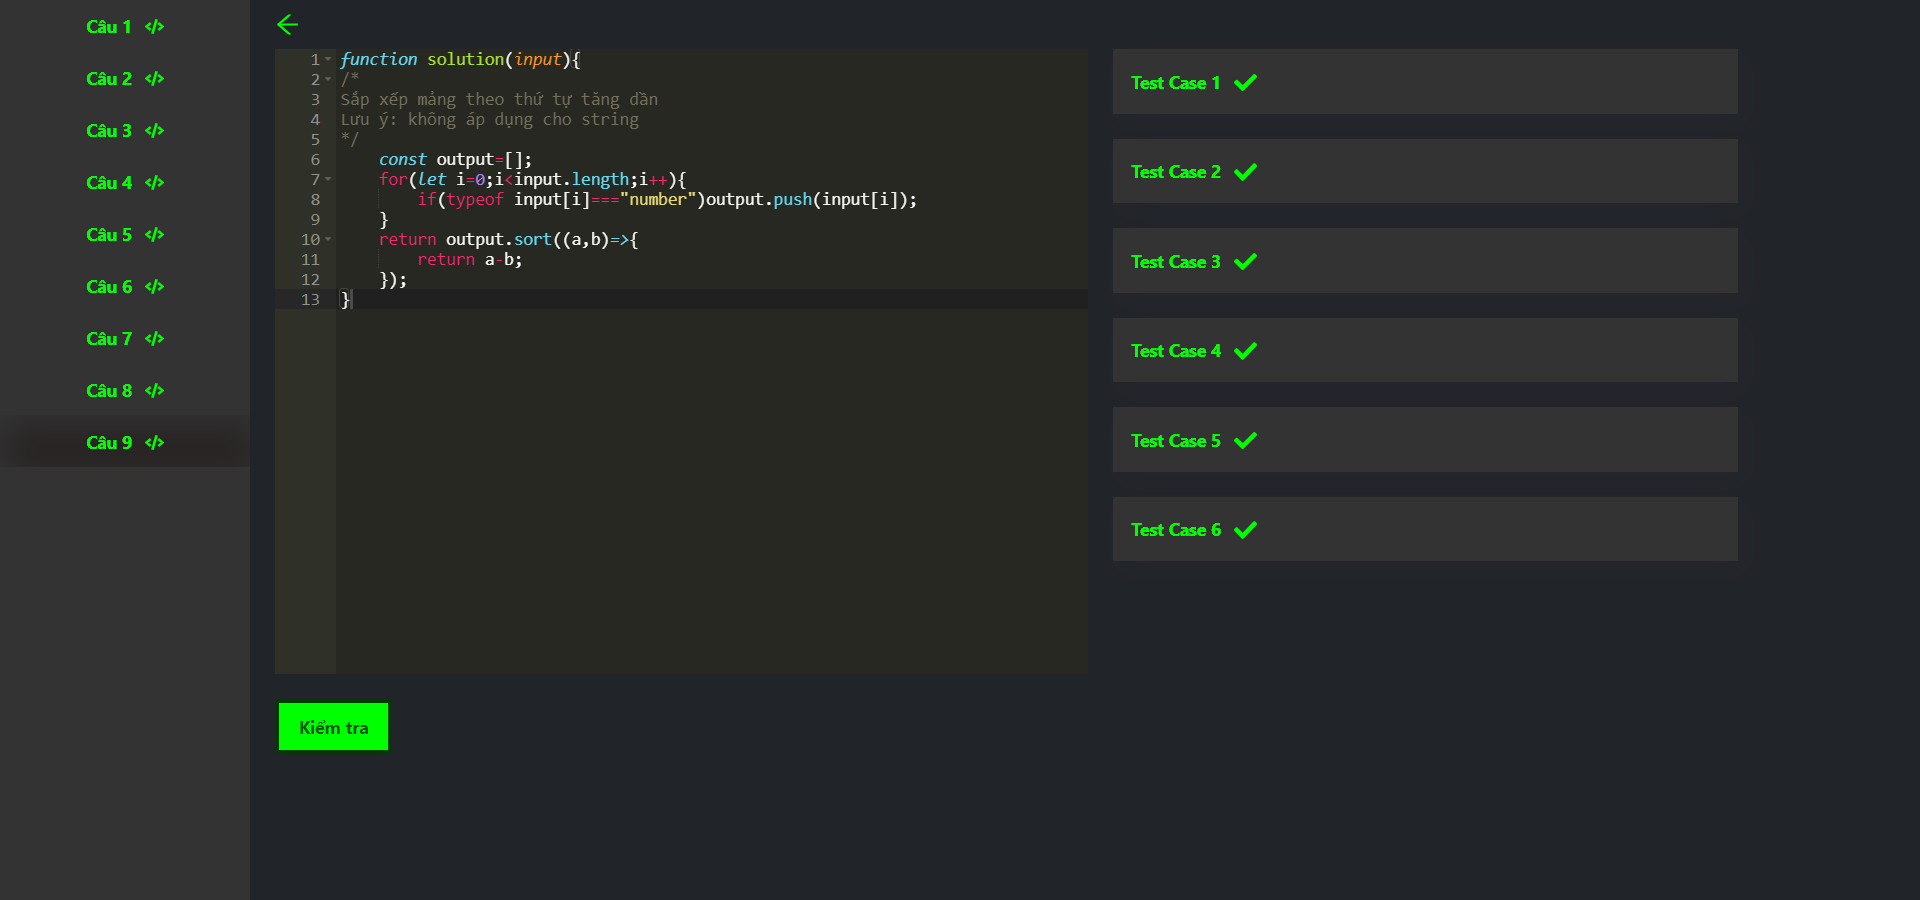 Câu 1 </>
Câu 2 </>
Câu 3 </>
Câu 4 </>
Câu 5 </>
Câu 6 </>
Câu 7 </>
Câu 8 </>
Câu 9 </>
1 function solution(input){
2 /*
3 Sắp xếp mảng theo thứ tự tăng dần
4 Lưu ý: không áp dụng cho string
5 */
6     const output=[];
7     for(let i=0;i<input.length;i++){
8         if(typeof input[i]==="number")output.push(input[i]);
9     }
10     return output.sort((a,b)=>{
11         return a-b;
12     });
13 }
Kiểm tra
Test Case 1
Test Case 2
Test Case 3
Test Case 4
Test Case 5
Test Case 6